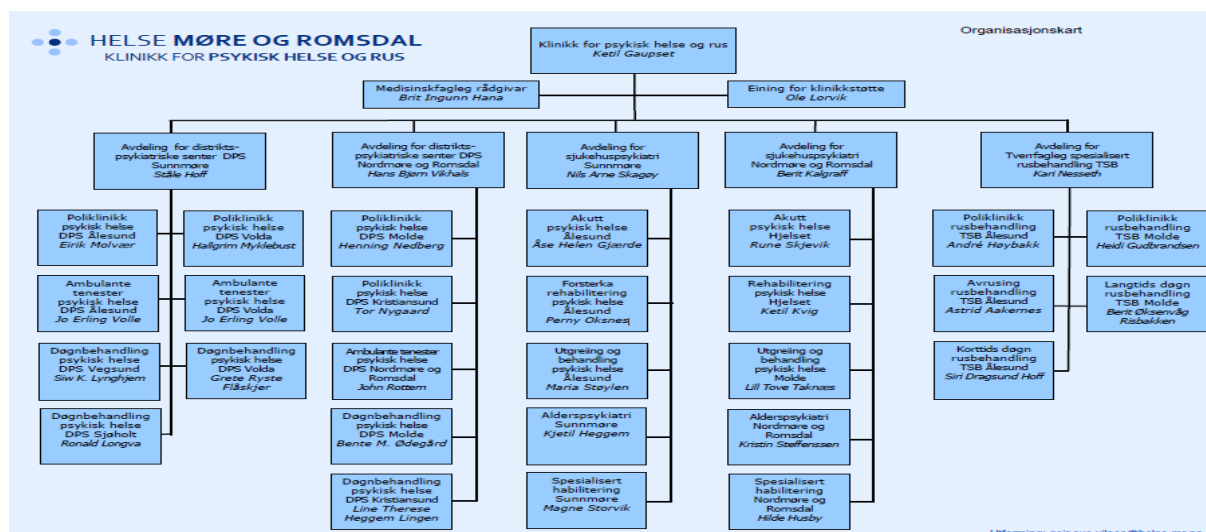 Organisasjonskart
HELSE MØRE OG ROMSDAL
KLINIKK FOR PSYKISK HELSE OG RUS
Klinikk for psykisk helse og rus
Ketil Gaupset
Medisinskfagleg rådgivar
Brit Ingunn Hana
Eining for klinikkstøtte
Ole Lorvik
Avdeling for distrikts-
psykiatriske senter DPS
Sunnmøre
Ståle Hoff
Avdeling for distrikts-
psykiatriske senter DPS
Nordmøre og Romsdal
Hans Bjørn Vikhals
Avdeling for
sjukehuspsykiatri
Sunnmøre
Nils Arne Skagøy
Avdeling for
sjukehuspsykiatri
Nordmøre og Romsdal
Berit Kalgraff
Avdeling for
Tverrfagleg spesialisert
rusbehandling TSB
Kari Nesseth
Poliklinikk
psykisk helse
DPS Ålesund
Eirik Molvær
Poliklinikk
psykisk helse
DPS Volda
Hallgrim Myklebust
Poliklinikk
psykisk helse
DPS Molde
Henning Nedberg
Akutt
psykisk helse
Ålesund
Åse Helen Gjærde
Akutt
psykisk helse
Hjelset
Rune Skjevik
Poliklinikk
rusbehandling
TSB Ålesund
André Høybakk
Poliklinikk
rusbehandling
TSB Molde
Heidi Gudbrandsen
Ambulante
tenester
psykisk helse
DPS Ålesund
Jo Erling Volle
Ambulante
tenester
psykisk helse
DPS Volda
Jo Erling Volle
Poliklinikk
psykisk helse
DPS Kristiansund
Tor Nygaard
Forsterka
rehabilitering
psykisk helse
Ålesund
Perny Oksnes
Rehabilitering
psykisk helse
Hjelset
Ketil Kvig
Avrusing
rusbehandling
TSB Ålesund
Astrid Aakernes
Langtids døgn
rusbehandling
TSB Molde
Berit Øksenvåg
Risbakken
Døgnbehandling
psykisk helse
DPS Vegsund
Siw K. Lynghjem
Døgnbehandling
psykisk helse
DPS Volda
Grete Ryste
Flåskjer
Ambulante tenester
psykisk helse
DPS Nordmøre og
Romsdal
John Rottem
Utgreiing og
behandling
psykisk helse
Ålesund
Maria Støylen
Utgreiing og
behandling
psykisk helse
Molde
Lill Tove Taknæs
Korttids døgn
rusbehandling
TSB Ålesund
Siri Dragsund Hoff
Døgnbehandling
psykisk helse
DPS Sjøholt
Ronald Longva
Døgnbehandling
psykisk helse
DPS Molde
Bente M. Ødegård
Alderspsykiatri
Sunnmøre
Kjetil Heggem
Alderspsykiatri
Nordmøre og
Romsdal
Kristin Steffenssen
Døgnbehandling
psykisk helse
DPS Kristiansund
Line Therese
Heggem Lingen
Spesialisert
habilitering
Sunnmøre
Magne Storvik
Spesialisert
habilitering
Nordmøre og
Romsdal
Hilde Husby